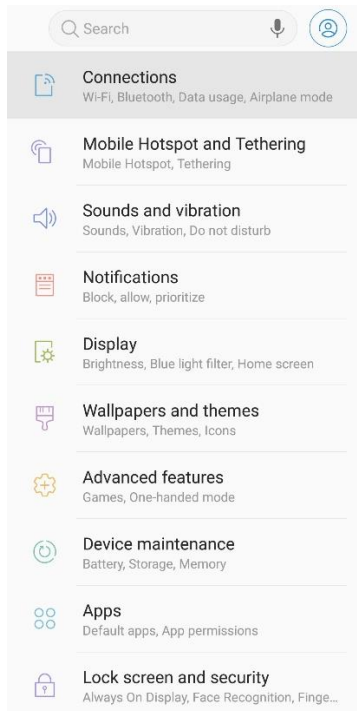 Search
Connections
Wi-Fi, Bluetooth, Data usage, Airplane mode
Mobile Hotspot and Tethering
Mobile Hotspot, Tethering
Sounds and vibration
Sounds, Vibration, Do not disturb
Notifications
Block, allow, prioritize
Display
Brightness, Blue light filter, Home screen
Wallpapers and themes
Wallpapers, Themes, Icons
Advanced features
Games, One-handed mode
Device maintenance
Battery, Storage, Memory
Apps
Default apps, App permissions
Lock screen and security
Always On Display, Face Recognition, Finge...